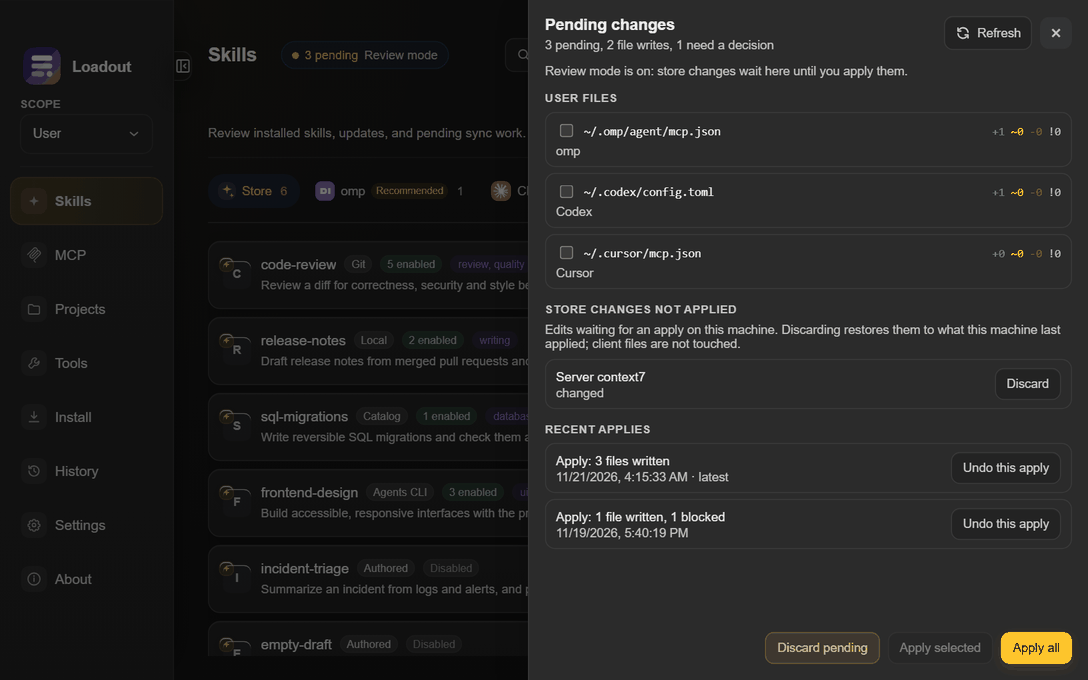 Loadout
SCOPE
User
Skills
MCP
Projects
Tools
Install
History
Settings
About
Skills
3 pending Review mode
Review installed skills, updates, and pending sync work.
Store 6
omp Recommended 1
C code-review Git 5 enabled review, quality
Review a diff for correctness, security and style be
R release-notes Local 2 enabled writing
Draft release notes from merged pull requests and
S sql-migrations Catalog 1 enabled
Write reversible SQL migrations and check them a
F frontend-design Agents CLI 3 enabled
Build accessible, responsive interfaces with the pr
I incident-triage Authored Disabled
Summarize an incident from logs and alerts, and p
empty-draft Authored Disabled
Pending changes
3 pending, 2 file writes, 1 need a decision
Refresh
Review mode is on: store changes wait here until you apply them.
USER FILES
~/.omp/agent/mcp.json +1 ~0 -0 !0
omp
~/.codex/config.toml +1 ~0 -0 !0
Codex
~/.cursor/mcp.json +0 ~0 -0 !0
Cursor
STORE CHANGES NOT APPLIED
Edits waiting for an apply on this machine. Discarding restores them to what this machine last
applied; client files are not touched.
Server context7
changed
Discard
RECENT APPLIES
Apply: 3 files written
11/21/2026, 4:15:33 AM · latest
Undo this apply
Apply: 1 file written, 1 blocked
11/19/2026, 5:40:19 PM
Undo this apply
Discard pending
Apply selected
Apply all